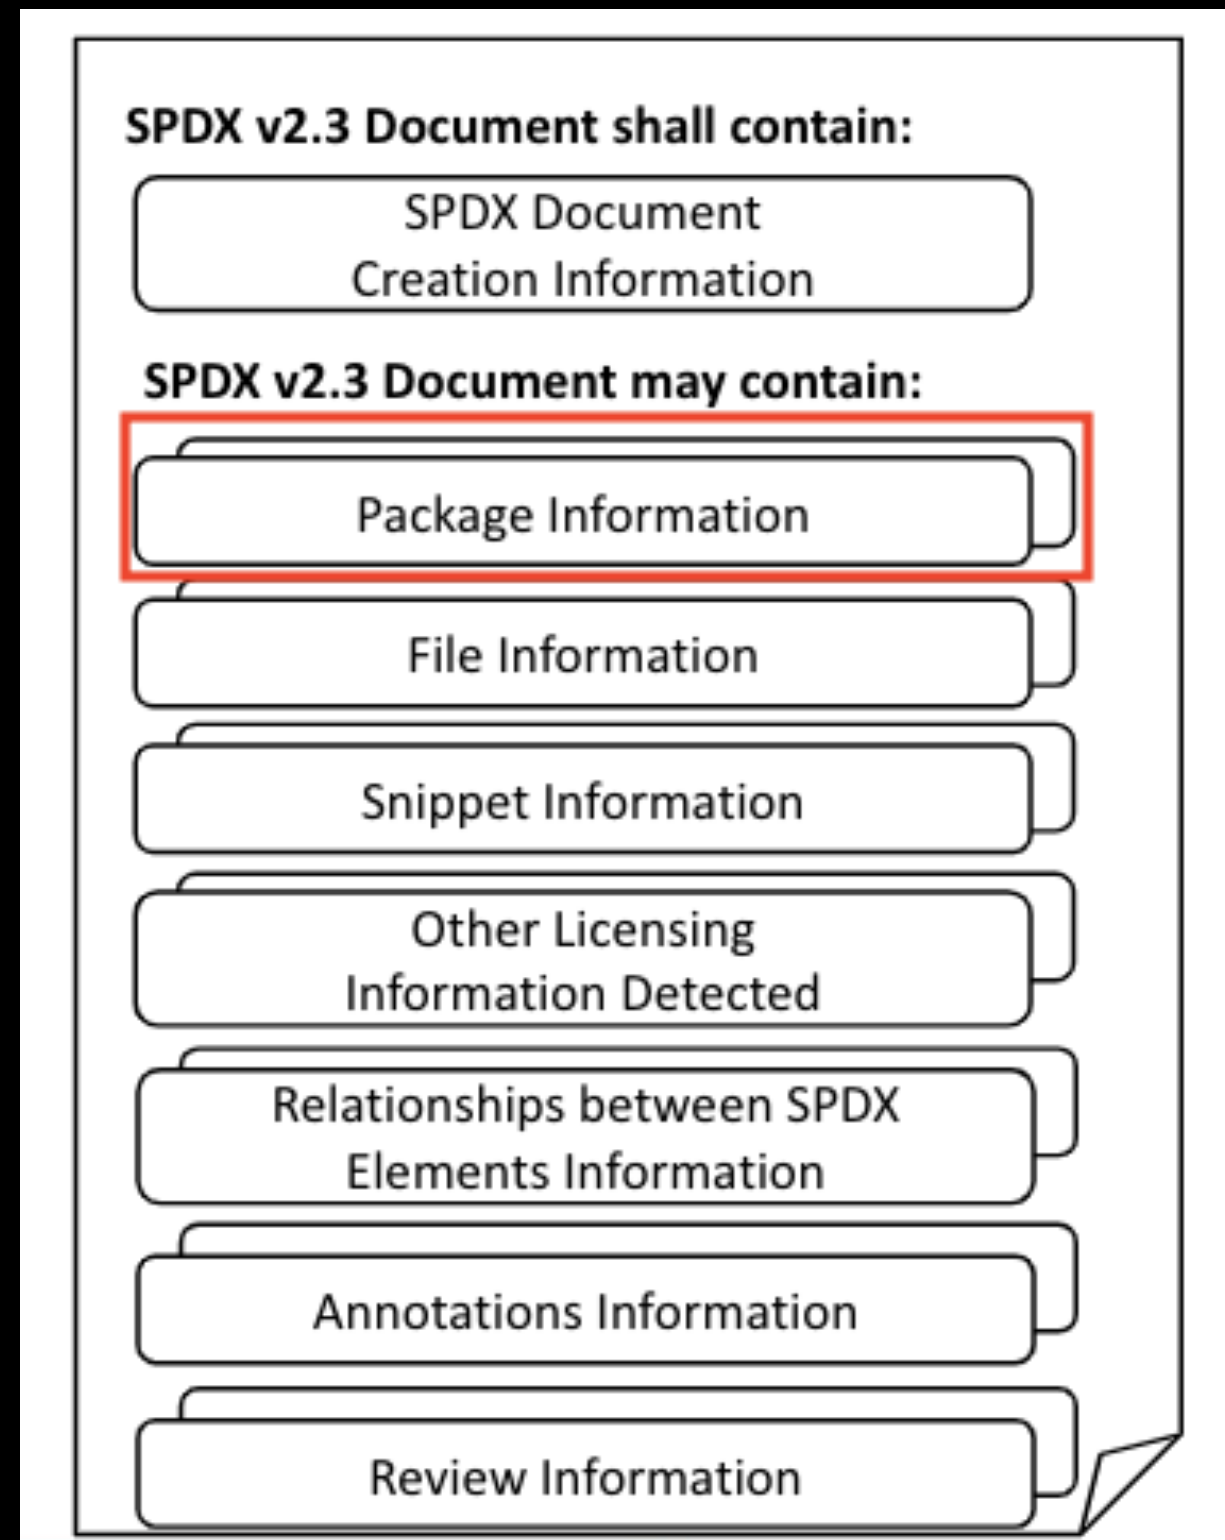 SPDX v2.3 Document shall contain:
SPDX Document
Creation Information
SPDX v2.3 Document may contain:
Package Information
File Information
Snippet Information
Other Licensing
Information Detected
Relationships between SPDX
Elements Information
Annotations Information
Review Information